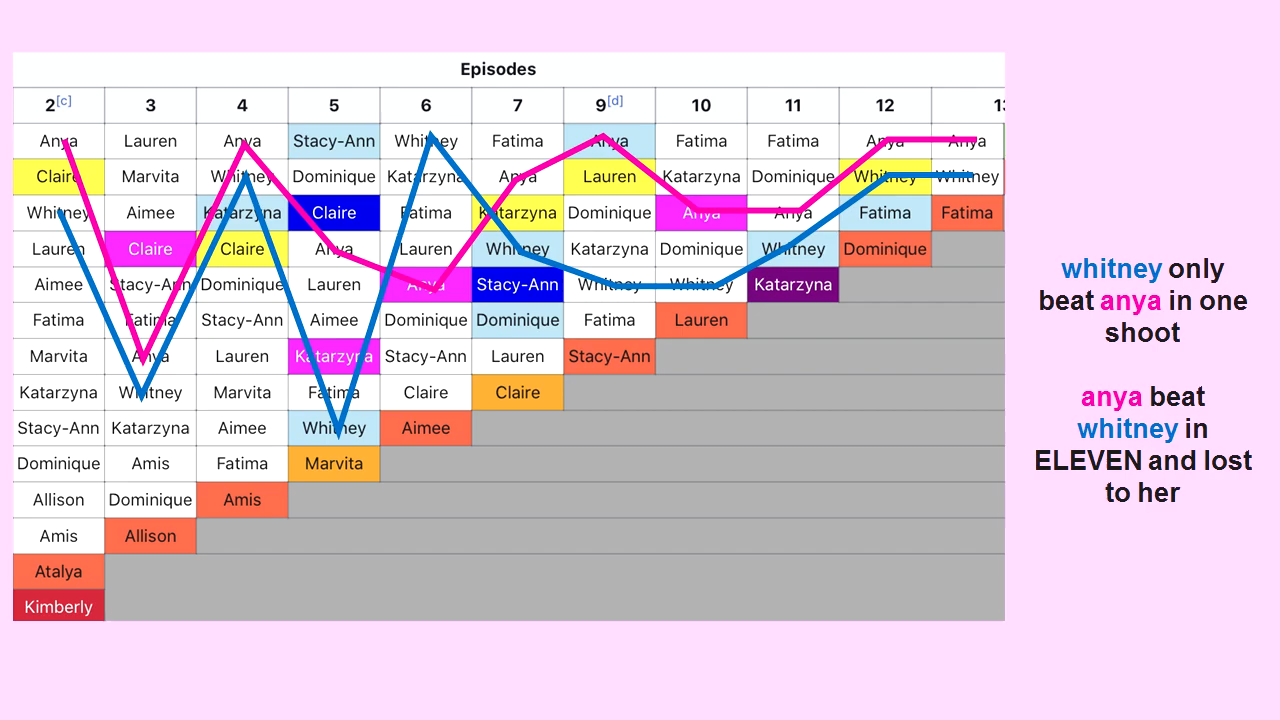 Episodes
2[c] 3 4 5 6 7 9[d] 10 11 12 13
Anya Lauren Anya Stacy-Ann Whitney Fatima Anya Fatima Fatima Anya Anya
Claire Marvita Whitney Dominique Katarzyna Anya Lauren Katarzyna Dominique Whitney Whitney
Whitney Aimee Katarzyna Claire Fatima Katarzyna Dominique Anya Anya Fatima Fatima
Lauren Claire Claire Anya Lauren Whitney Katarzyna Dominique Whitney Dominique
Aimee Stacy-Ann Dominique Lauren Anya Stacy-Ann Whitney Whitney Katarzyna
Fatima Fatima Stacy-Ann Aimee Dominique Dominique Fatima Lauren
Marvita Anya Lauren Katarzyna Stacy-Ann Lauren Stacy-Ann
Katarzyna Whitney Marvita Fatima Claire Claire
Stacy-Ann Katarzyna Aimee Whitney Aimee
Dominique Amis Fatima Marvita
Allison Dominique Amis
Amis Allison
Atalya
Kimberly
whitney only
beat anya in one
shoot
anya beat
whitney in
ELEVEN and lost
to her